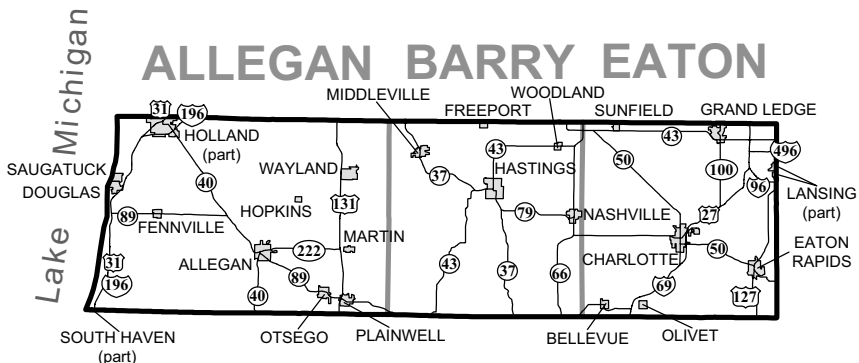 ALLEGAN BARRY EATON
Lake Michigan
31
196
MIDDLEVILLE
FREEPORT
WOODLAND
SUNFIELD
GRAND LEDGE
HOLLAND
(part)
43
43
496
SAUGATUCK
DOUGLAS
WAYLAND
40
37
HASTINGS
50
100
96
LANSING
(part)
HOPKINS
131
89
FENNVILLE
79
NASHVILLE
27
ALLEGAN
222
MARTIN
CHARLOTTE
50
EATON
RAPIDS
31
196
40
89
43
37
66
69
127
SOUTH HAVEN
(part)
OTSEGO
PLAINWELL
BELLEVUE
OLIVET